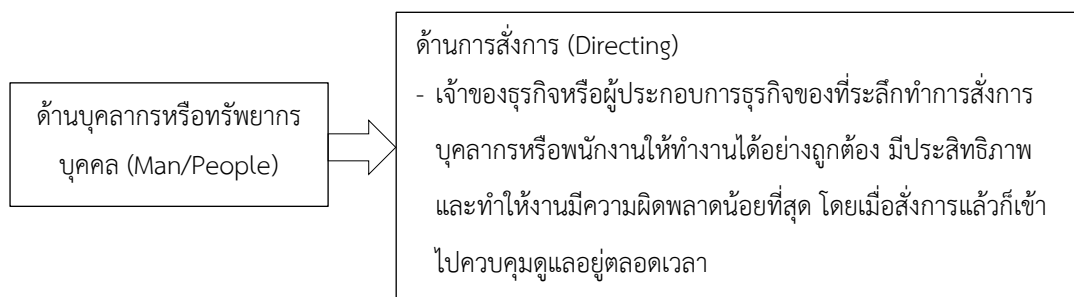 ด้านบุคลากรหรือทรัพยากร
บุคคล (Man/People)
ด้านการสั่งการ (Directing)
- เจ้าของธุรกิจหรือผู้ประกอบการธุรกิจของที่ระลึกทำการสั่งการ
บุคลากรหรือพนักงานให้ทำงานได้อย่างถูกต้อง มีประสิทธิภาพ
และทำให้งานมีความผิดพลาดน้อยที่สุด โดยเมื่อสั่งการแล้วก็เข้า
ไปควบคุมดูแลอยู่ตลอดเวลา